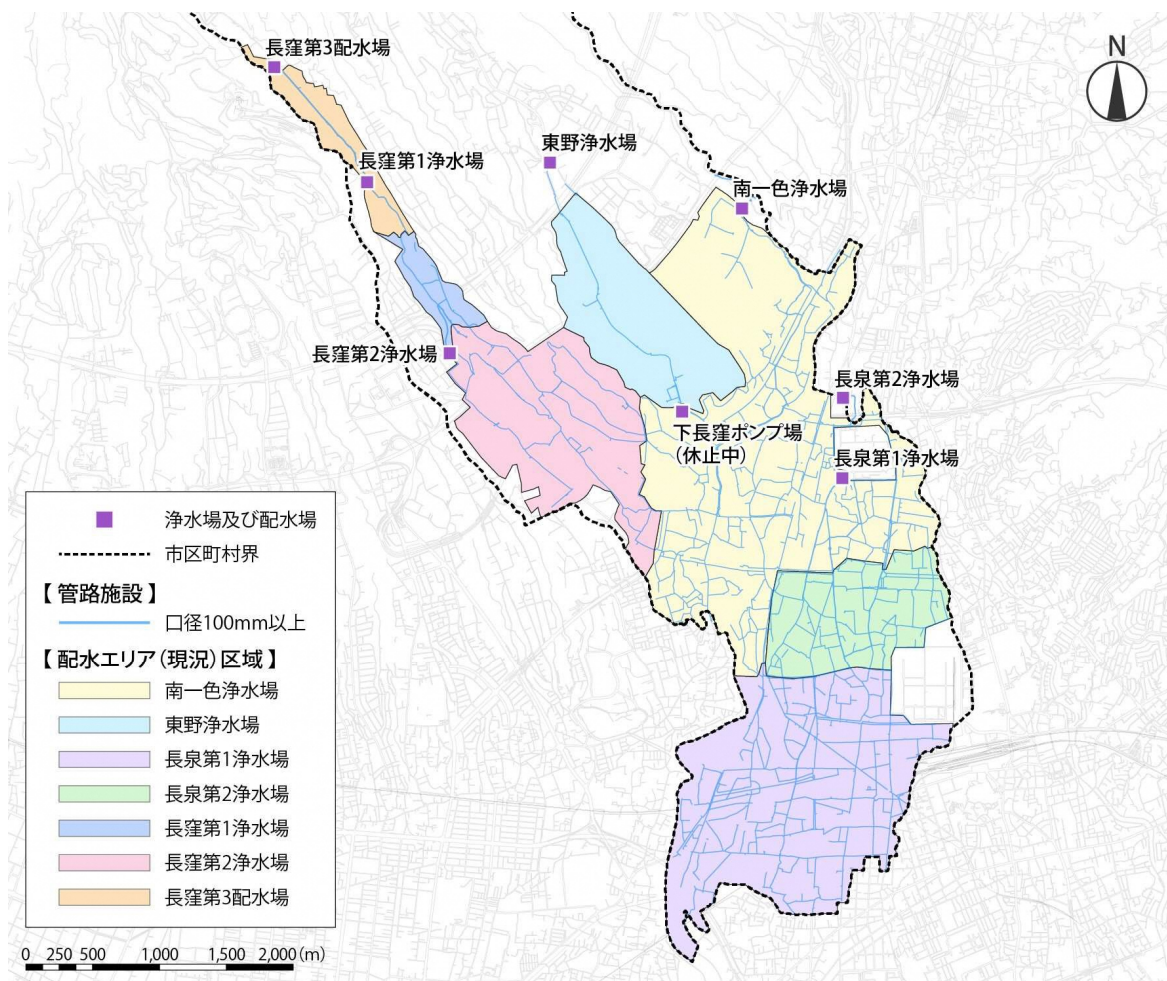 長窪第3配水場
N
東野浄水場
長窪第1浄水場
南一色浄水場
長窪第2浄水場
長泉第2浄水場
下長窪ポンプ場
(休止中)
長泉第1浄水場
浄水場及び配水場
市区町村界
【管路施設】
口径100mm以上
【配水エリア(現況)区域】
南一色浄水場
東野浄水場
長泉第1浄水場
長泉第2浄水場
長窪第1浄水場
長窪第2浄水場
長窪第3配水場
0 250 500 1,000 1,500 2,000(m)